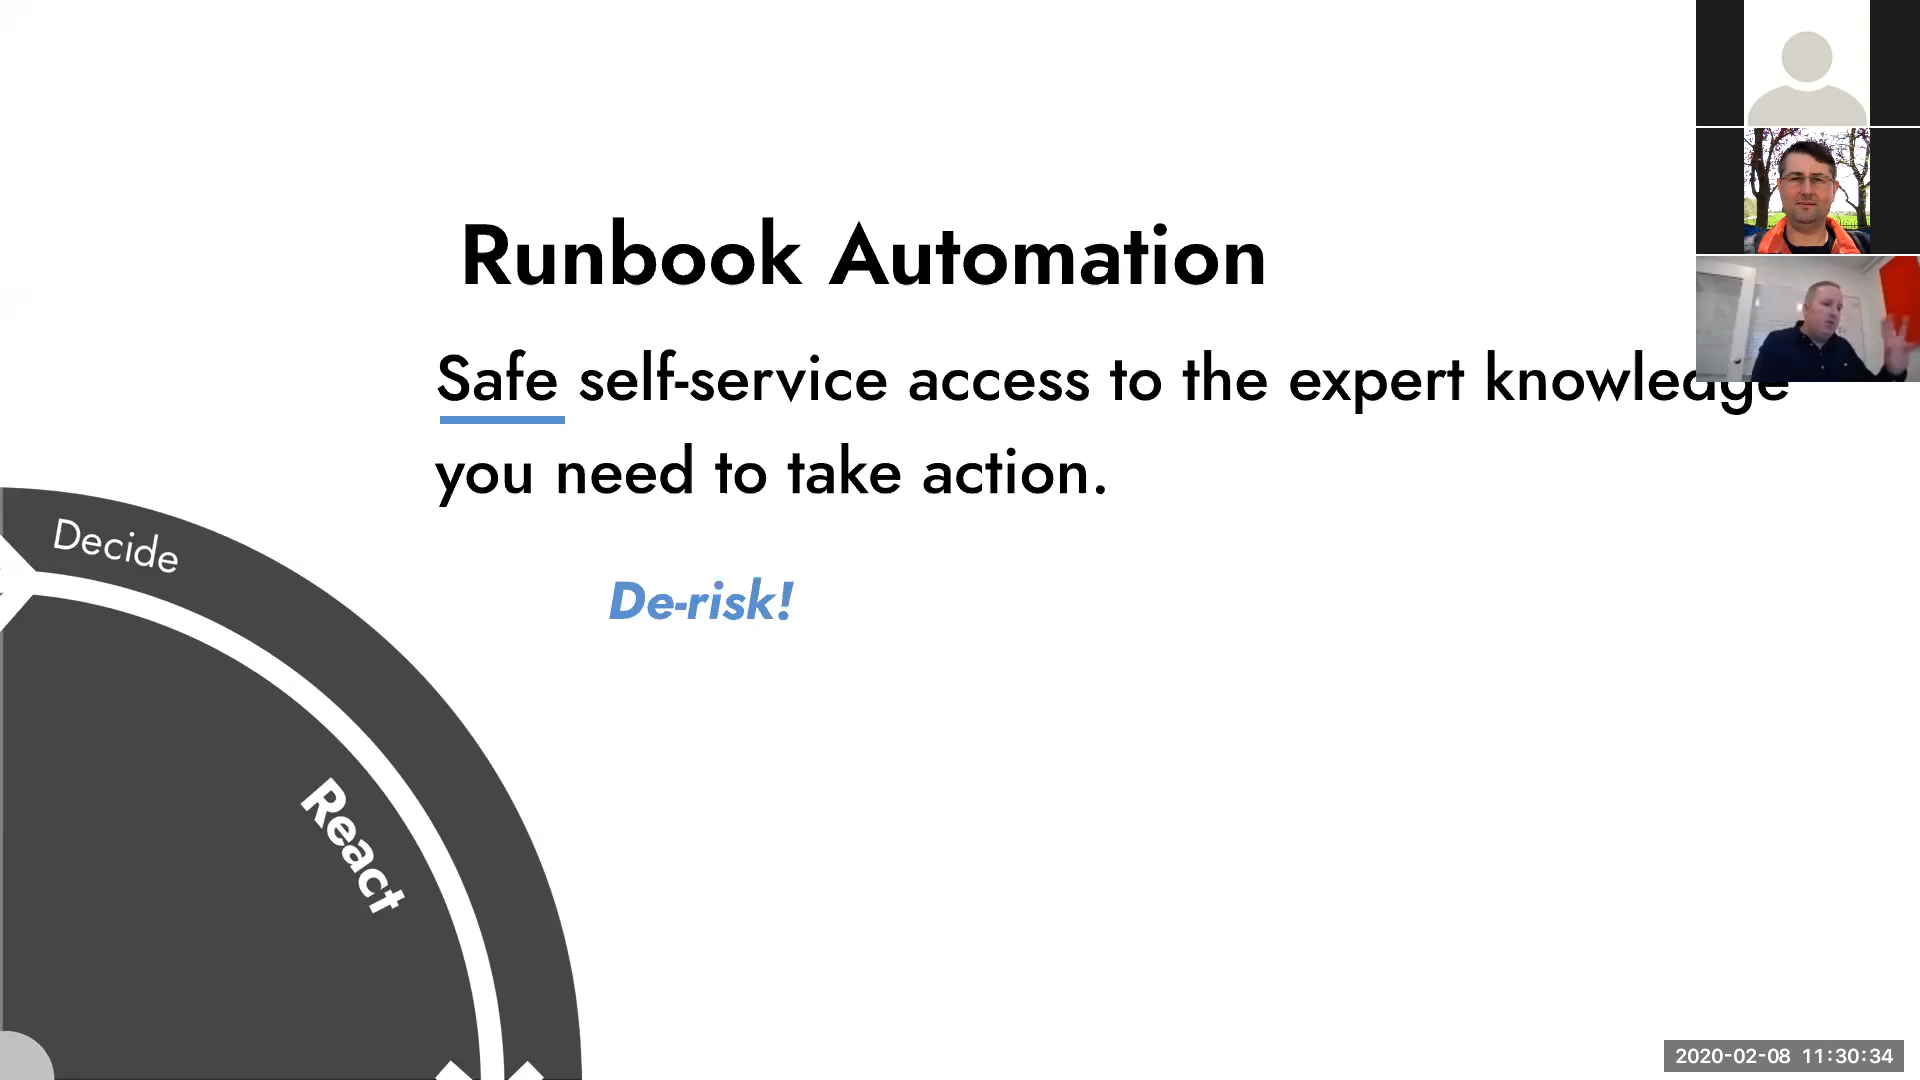 Runbook Automation
Safe self-service access to the expert knowledge
you need to take action.
De-risk!
Decide
React
2020-02-08 11:30:34